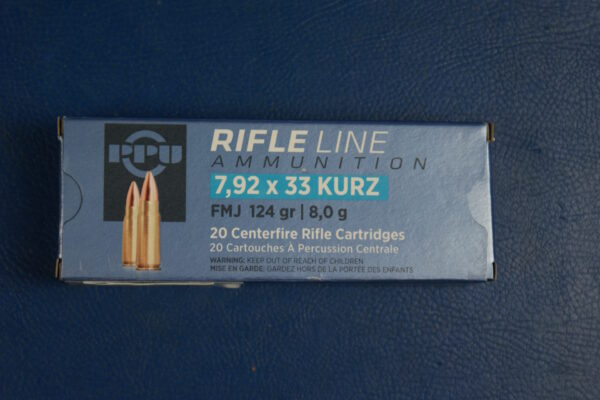 PPU
RIFLE LINE
AMMUNITION
7,92 x 33 KURZ
FMJ 124 gr | 8,0 g
20 Centerfire Rifle Cartridges
20 Cartouches À Percussion Centrale
WARNING: KEEP OUT OF REACH OF CHILDREN
MISE EN GARDE: GARDEZ HORS DE LA PORTÉE DES ENFANTS